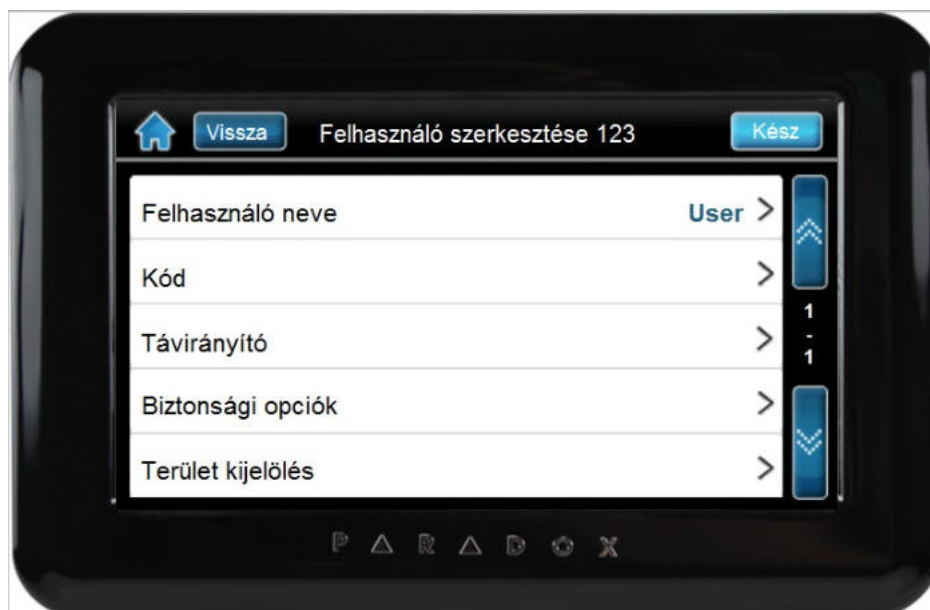 Vissza
Felhasználó szerkesztése 123
Kész
Felhasználó neve
User
Kód
Távirányító
Biztonsági opciók
Terület kijelölés
1
-
1
PARADOX